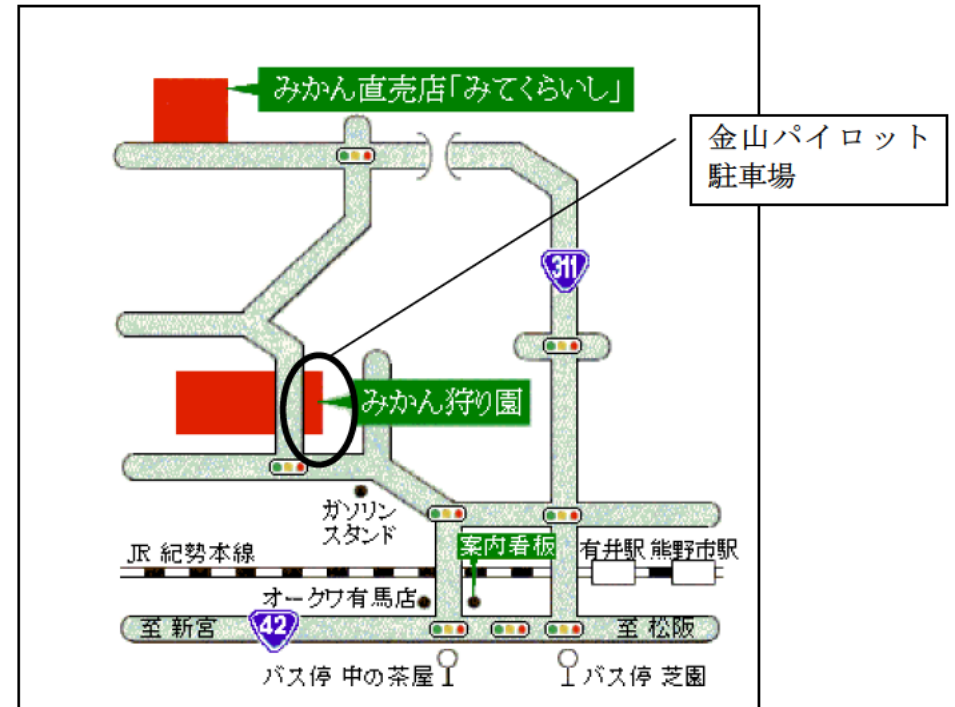 みかん直売店「みてくらいし」
金山パイロット
駐車場
311
みかん狩り園
ガソリン
スタンド
案内看板
有井駅
熊野市駅
JR 紀勢本線
オークワ有馬店
至 新宮
42
至 松阪
バス停 中の茶屋
バス停 芝園